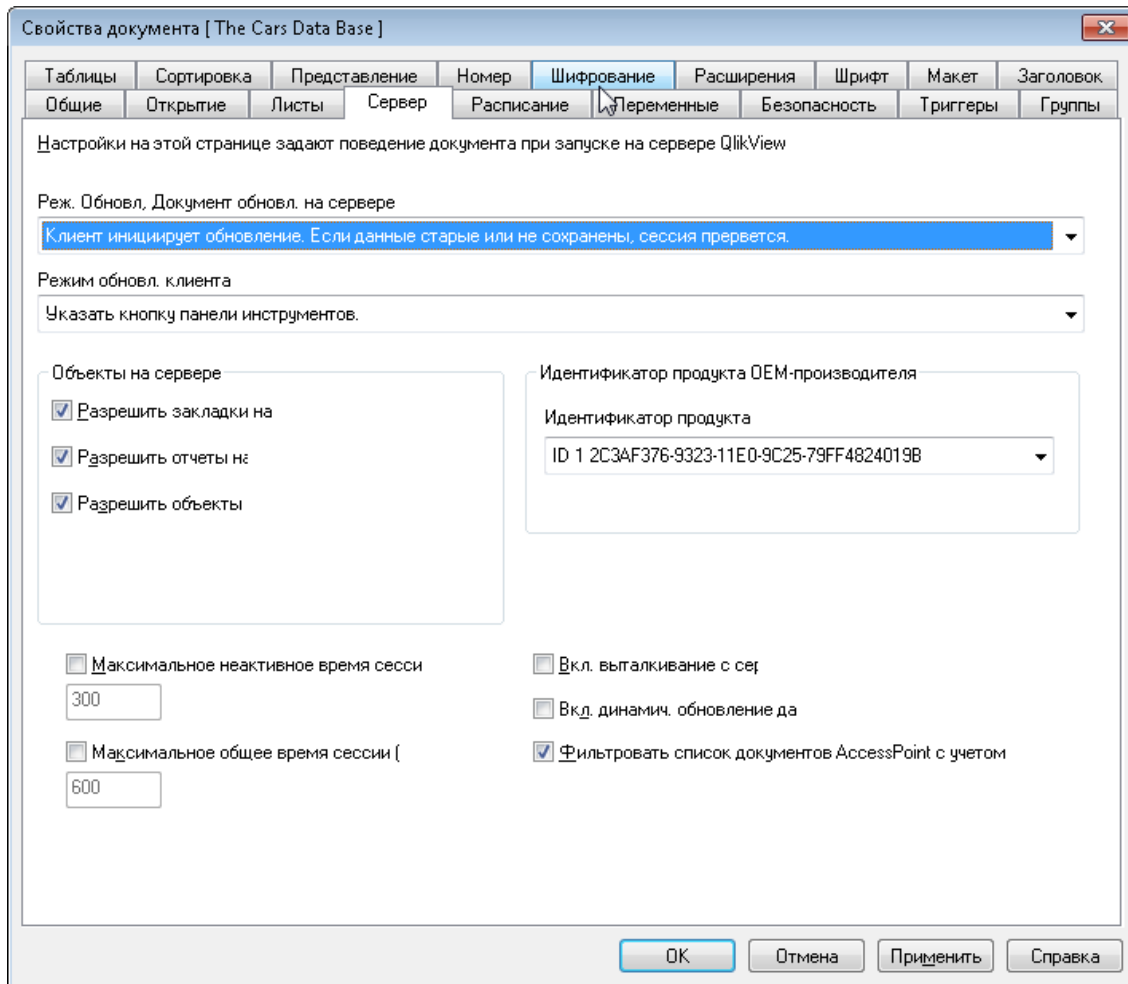 Свойства документа [ The Cars Data Base ]
Таблицы Сортировка Представление Номер Шифрование Расширения Шрифт Макет Заголовок
Общие Открытие Листы Сервер Расписание Переменные Безопасность Триггеры Группы
Настройки на этой странице задают поведение документа при запуске на сервере QlikView
Реж. Обновл, Документ обновл. на сервере
Клиент инициирует обновление. Если данные старые или не сохранены, сессия прервется.
Режим обновл. клиента
Указать кнопку панели инструментов.
Объекты на сервере Идентификатор продукта OEM-производителя
Разрешить закладки на
Идентификатор продукта
Разрешить отчеты на
ID 1 2C3AF376-9323-11E0-9C25-79FF4824019B
Разрешить объекты
Максимальное неактивное время сесси Вкл. выталкивание с сер
300
Вкл. динамич. обновление да
Максимальное общее время сессии ( Фильтровать список документов AccessPoint с учетом
600
OK Отмена Применить Справка